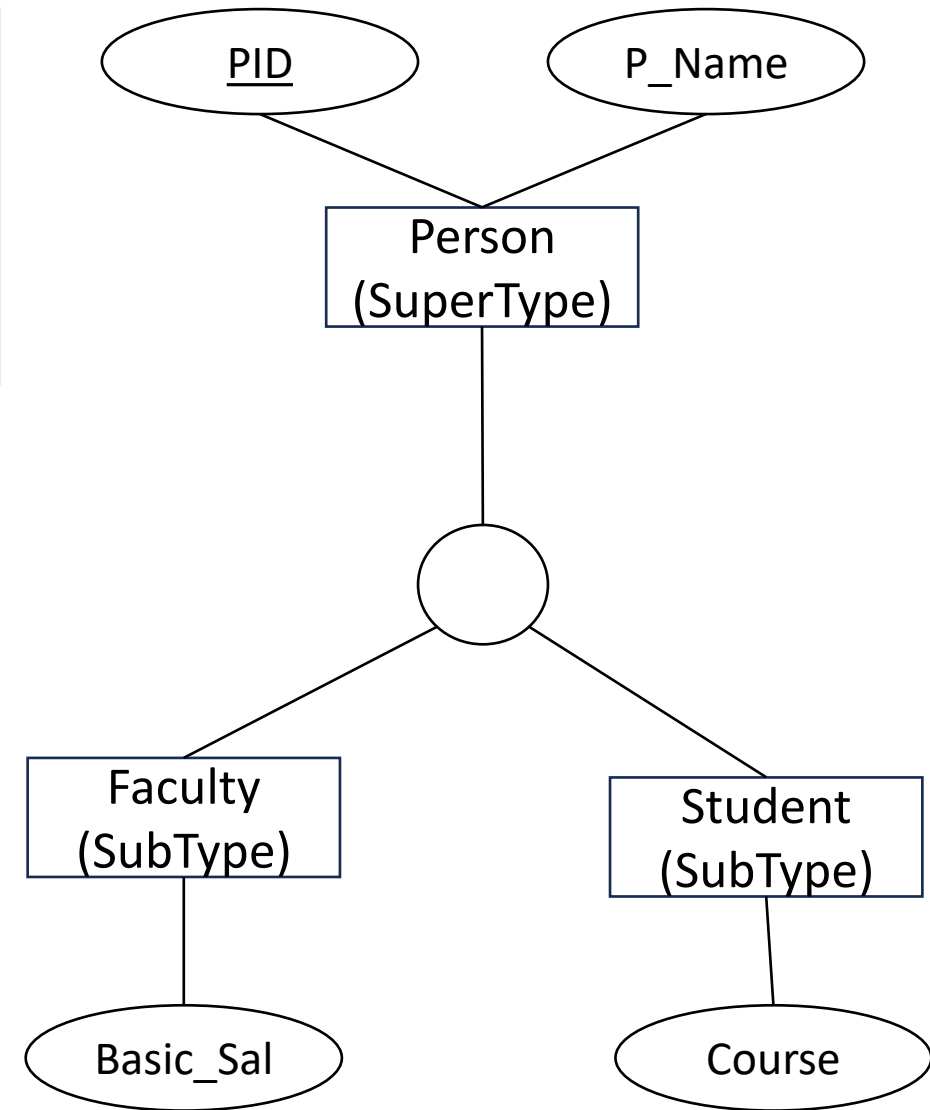 PID
P_Name
Person
(SuperType)
Faculty
(SubType)
Student
(SubType)
Basic_Sal
Course